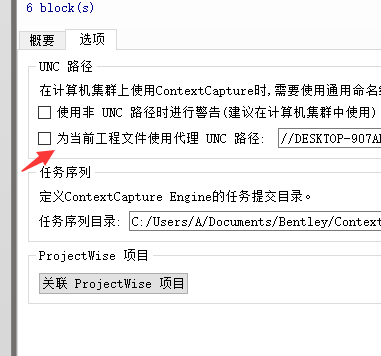 6 block(s)
概要 选项
UNC 路径
在计算机集群上使用ContextCapture时,需要使用通用命名
使用非 UNC 路径时进行警告(建议在计算机集群中使用)
为当前工程文件使用代理 UNC 路径: //DESKTOP-907A
任务序列
定义ContextCapture Engine的任务提交目录。
任务序列目录: C:/Users/A/Documents/Bentley/Context
ProjectWise 项目
关联 ProjectWise 项目